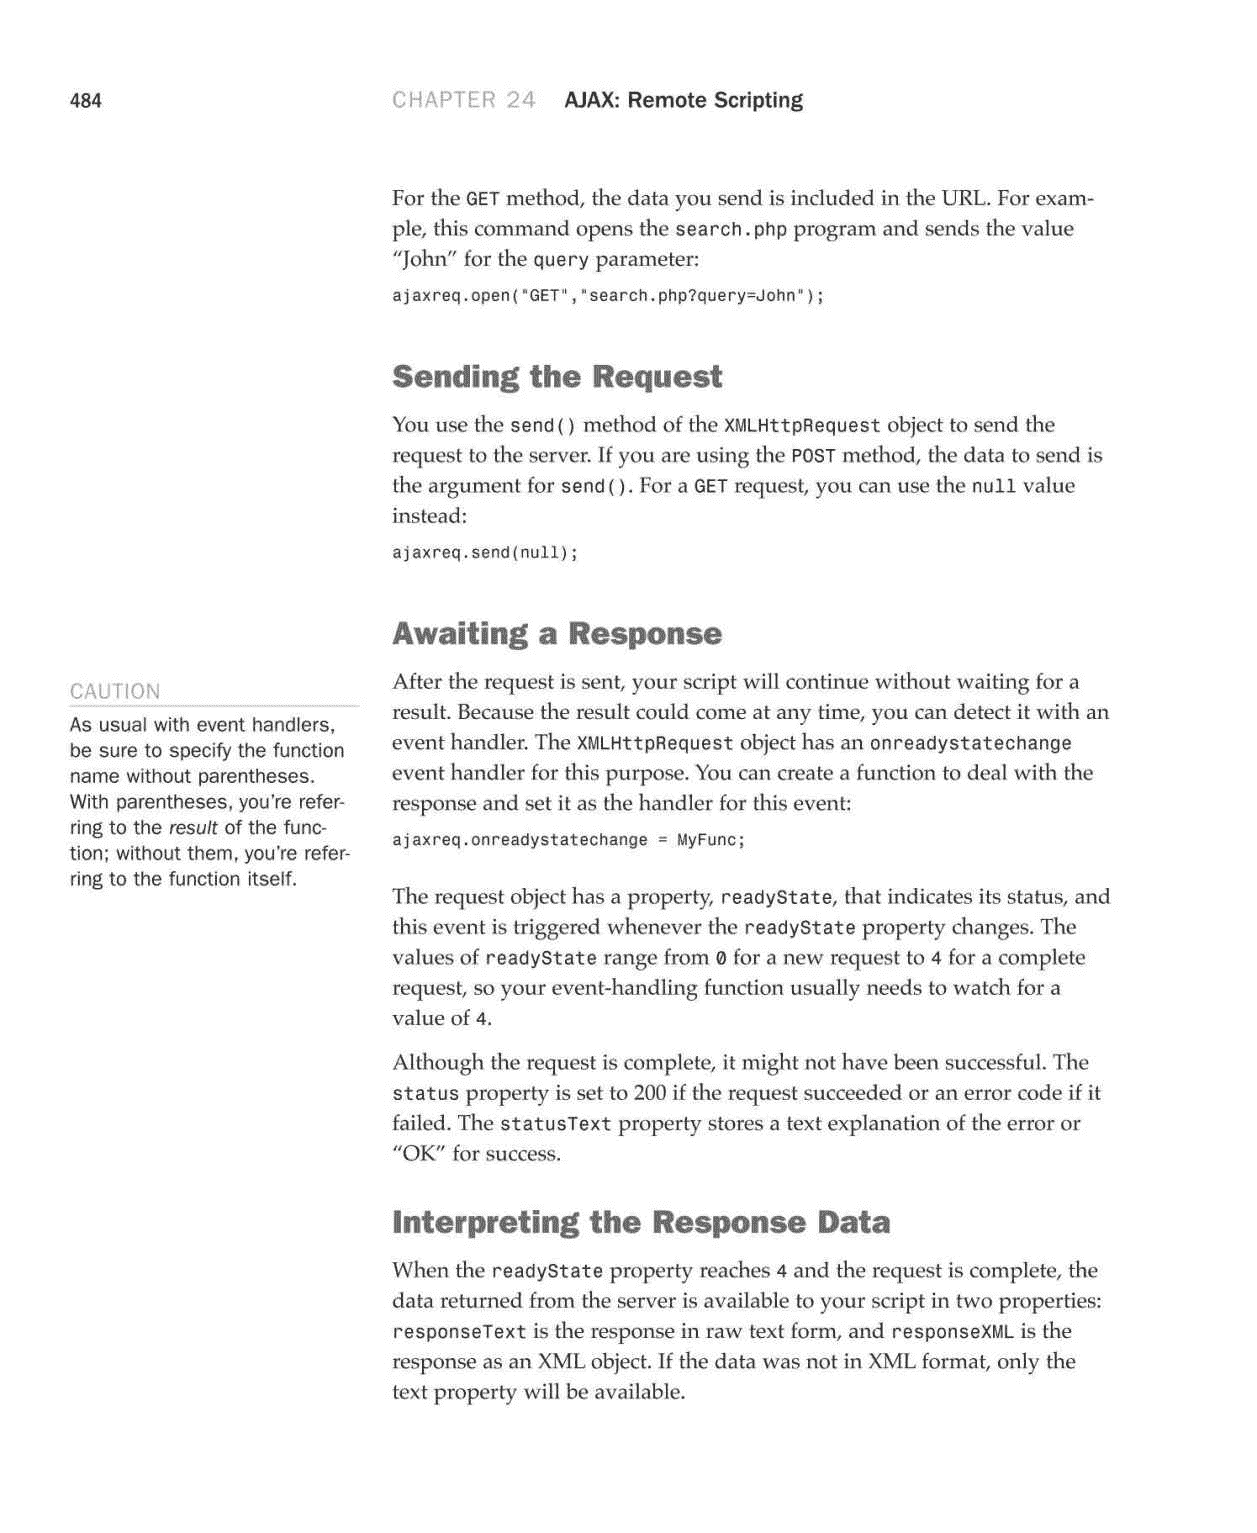 484
CHAPTER 24 AJAX: Remote Scripting
For the GET method, the data you send is included in the URL. For exam-
ple, this command opens the search.php program and sends the value
“John” for the query parameter:
ajaxreq.open("GET","search.php?query=John");
Sending the Request
You use the send() method of the XMLHttpRequest object to send the
request to the server. If you are using the POST method, the data to send is
the argument for send(). For a GET request, you can use the null value
instead:
ajaxreq.send(null);
Awaiting a Response
After the request is sent, your script will continue without waiting for a
result. Because the result could come at any time, you can detect it with an
event handler. The XMLHttpRequest object has an onreadystatechange
event handler for this purpose. You can create a function to deal with the
response and set it as the handler for this event:
ajaxreq.onreadystatechange = MyFunc;
CAUTION
As usual with event handlers,
be sure to specify the function
name without parentheses.
With parentheses, you're refer-
ring to the result of the func-
tion; without them, you're refer-
ring to the function itself.
The request object has a property, readyState, that indicates its status, and
this event is triggered whenever the readyState property changes. The
values of readyState range from 0 for a new request to 4 for a complete
request, so your event-handling function usually needs to watch for a
value of 4.
Although the request is complete, it might not have been successful. The
status property is set to 200 if the request succeeded or an error code if it
failed. The statusText property stores a text explanation of the error or
“OK” for success.
Interpreting the Response Data
When the readyState property reaches 4 and the request is complete, the
data returned from the server is available to your script in two properties:
responseText is the response in raw text form, and responseXML is the
response as an XML object. If the data was not in XML format, only the
text property will be available.